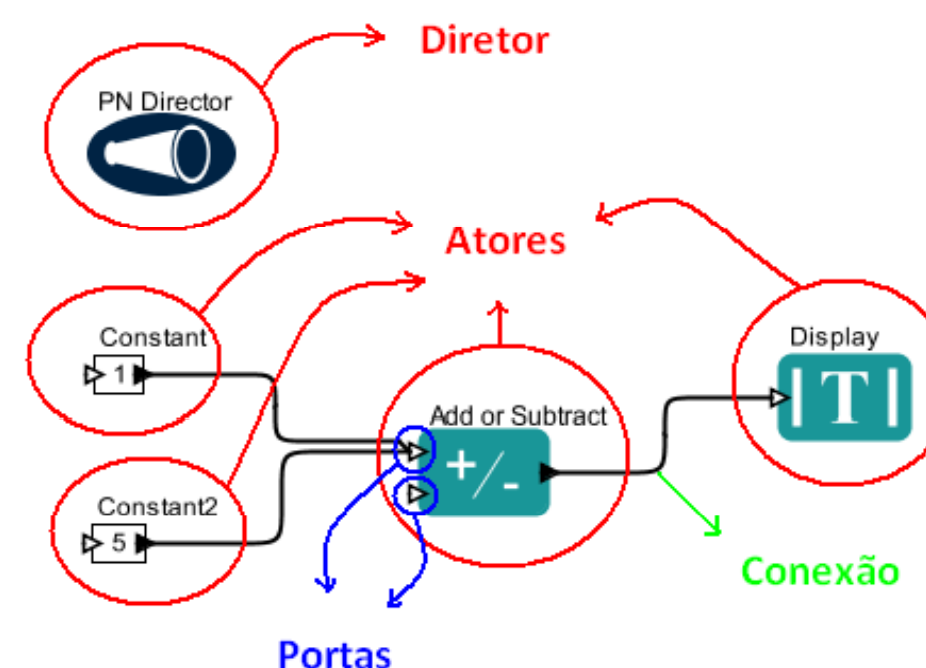 Diretor
PN Director
Atores
Constant
1
Display
T
Add or Subtract
+/-
Constant2
5
Conexão
Portas